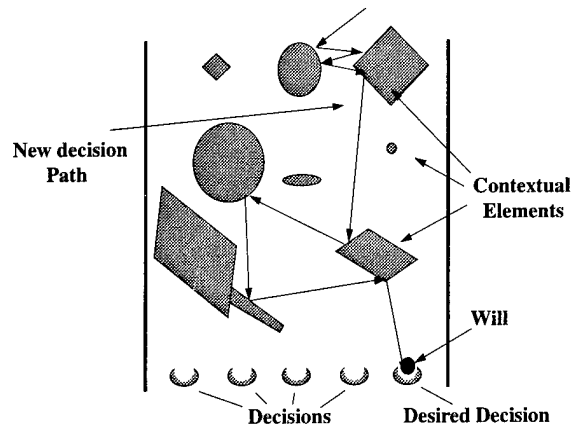 New decision
Path
Contextual
Elements
Will
Decisions
Desired Decision